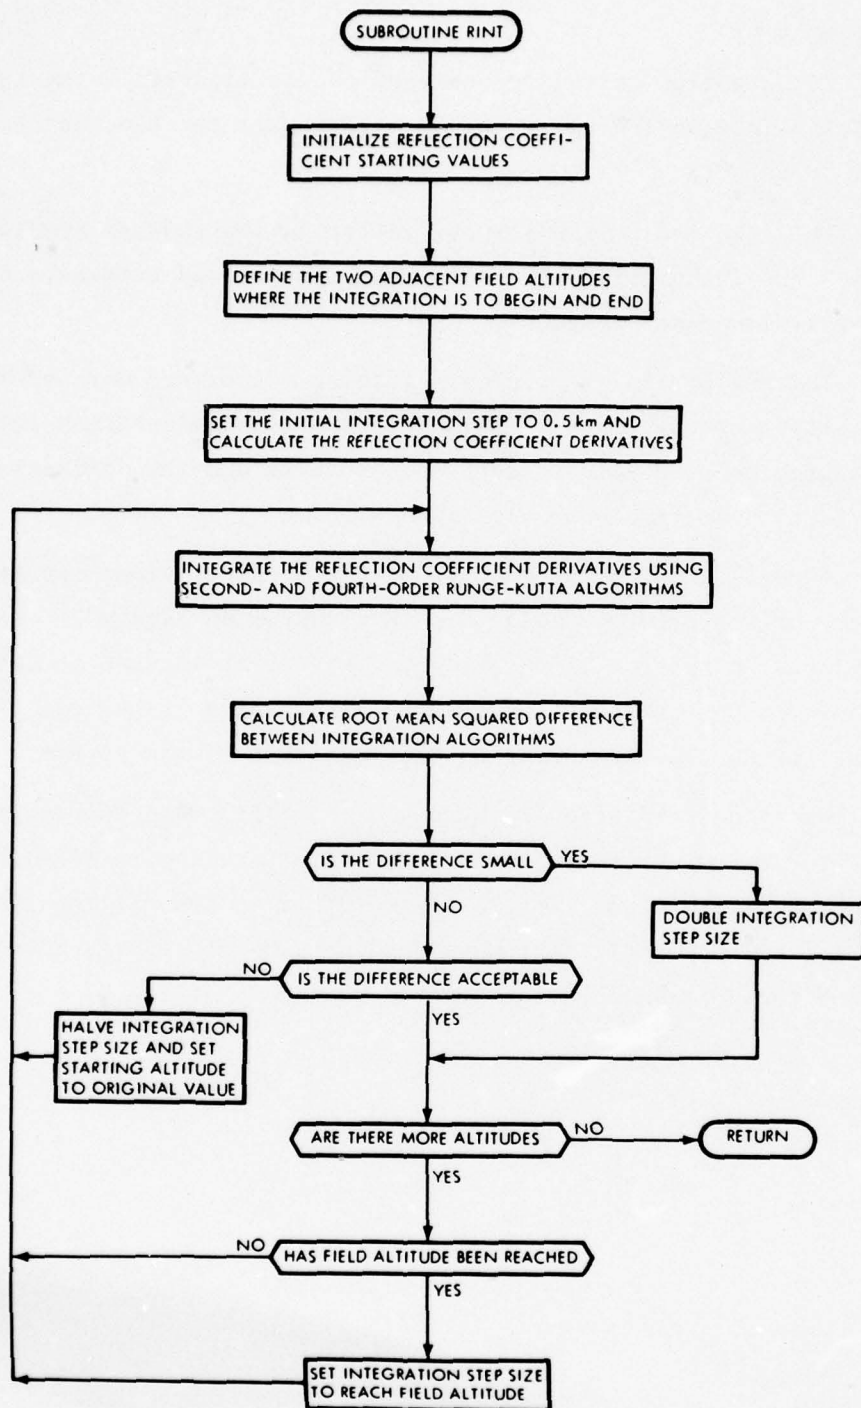 SUBROUTINE RINT
INITIALIZE REFLECTION COEFFI-
CIENT STARTING VALUES
DEFINE THE TWO ADJACENT FIELD ALTITUDES
WHERE THE INTEGRATION IS TO BEGIN AND END
SET THE INITIAL INTEGRATION STEP TO 0.5 km AND
CALCULATE THE REFLECTION COEFFICIENT DERIVATIVES
INTEGRATE THE REFLECTION COEFFICIENT DERIVATIVES USING
SECOND- AND FOURTH-ORDER RUNGE-KUTTA ALGORITHMS
CALCULATE ROOT MEAN SQUARED DIFFERENCE
BETWEEN INTEGRATION ALGORITHMS
IS THE DIFFERENCE SMALL
YES
NO
DOUBLE INTEGRATION
STEP SIZE
IS THE DIFFERENCE ACCEPTABLE
NO
YES
HALVE INTEGRATION
STEP SIZE AND SET
STARTING ALTITUDE
TO ORIGINAL VALUE
ARE THERE MORE ALTITUDES
NO
RETURN
YES
HAS FIELD ALTITUDE BEEN REACHED
NO
YES
SET INTEGRATION STEP SIZE
TO REACH FIELD ALTITUDE